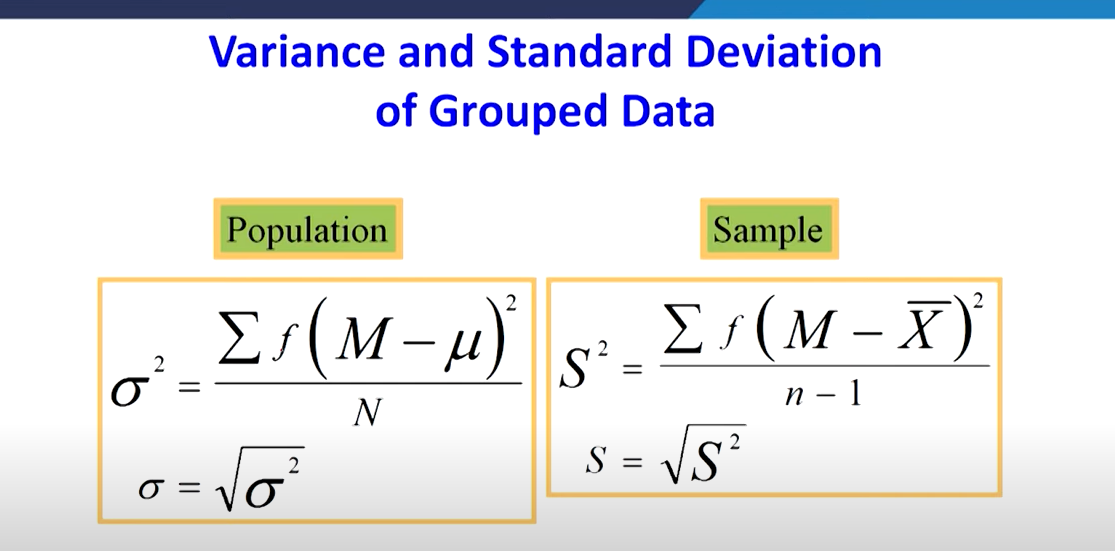 Variance and Standard Deviation
of Grouped Data
Population
σ² = Σf(M − μ)² / N
σ = √σ²
Sample
S² = Σf(M − X̄)² / n − 1
S = √S²